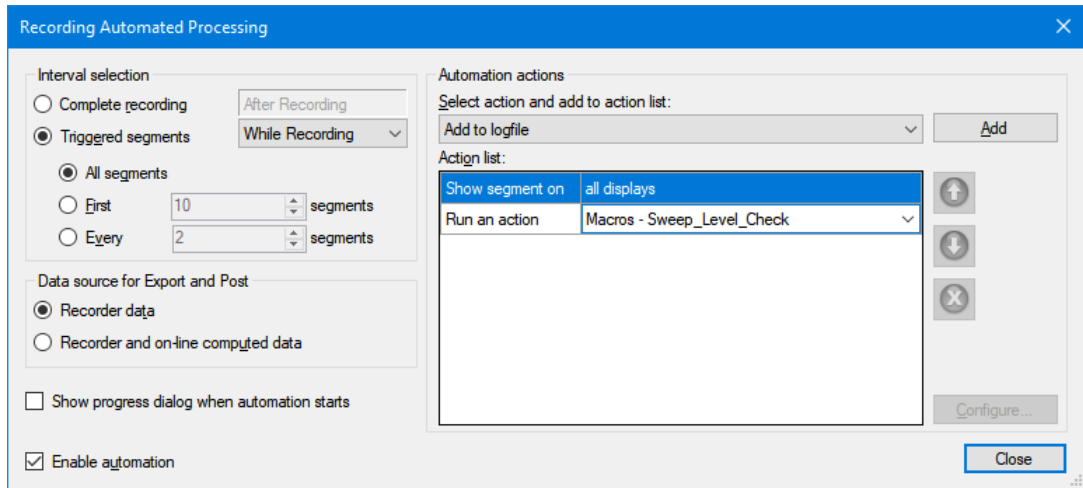 Recording Automated Processing
Interval selection
Complete recording
After Recording
Triggered segments
While Recording
All segments
First
10
segments
Every
2
segments
Data source for Export and Post
Recorder data
Recorder and on-line computed data
Show progress dialog when automation starts
Enable automation
Automation actions
Select action and add to action list:
Add to logfile
Add
Action list:
Show segment on
all displays
Run an action
Macros - Sweep_Level_Check
Configure...
Close